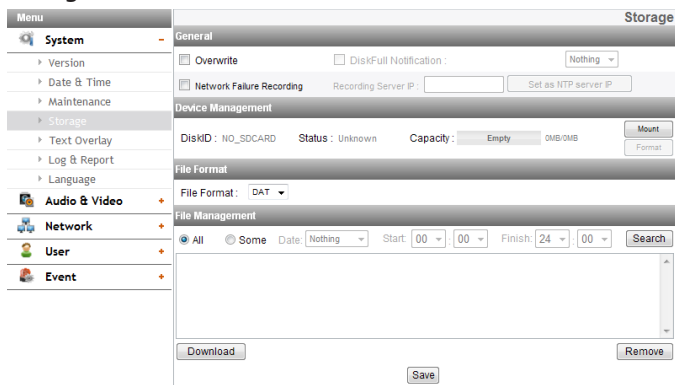 Menu
System
Version
Date & Time
Maintenance
Storage
Text Overlay
Log & Report
Language
Audio & Video
Network
User
Event
Storage
General
Overwrite DiskFull Notification : Nothing
Network Failure Recording Recording Server IP : Set as NTP server IP
Device Management
DiskID : NO_SDCARD Status : Unknown Capacity : Empty 0MB/0MB Mount
Format
File Format
File Format : DAT
File Management
All Some Date: Nothing Start: 00 : 00 Finish: 24 : 00 Search
Download Remove
Save